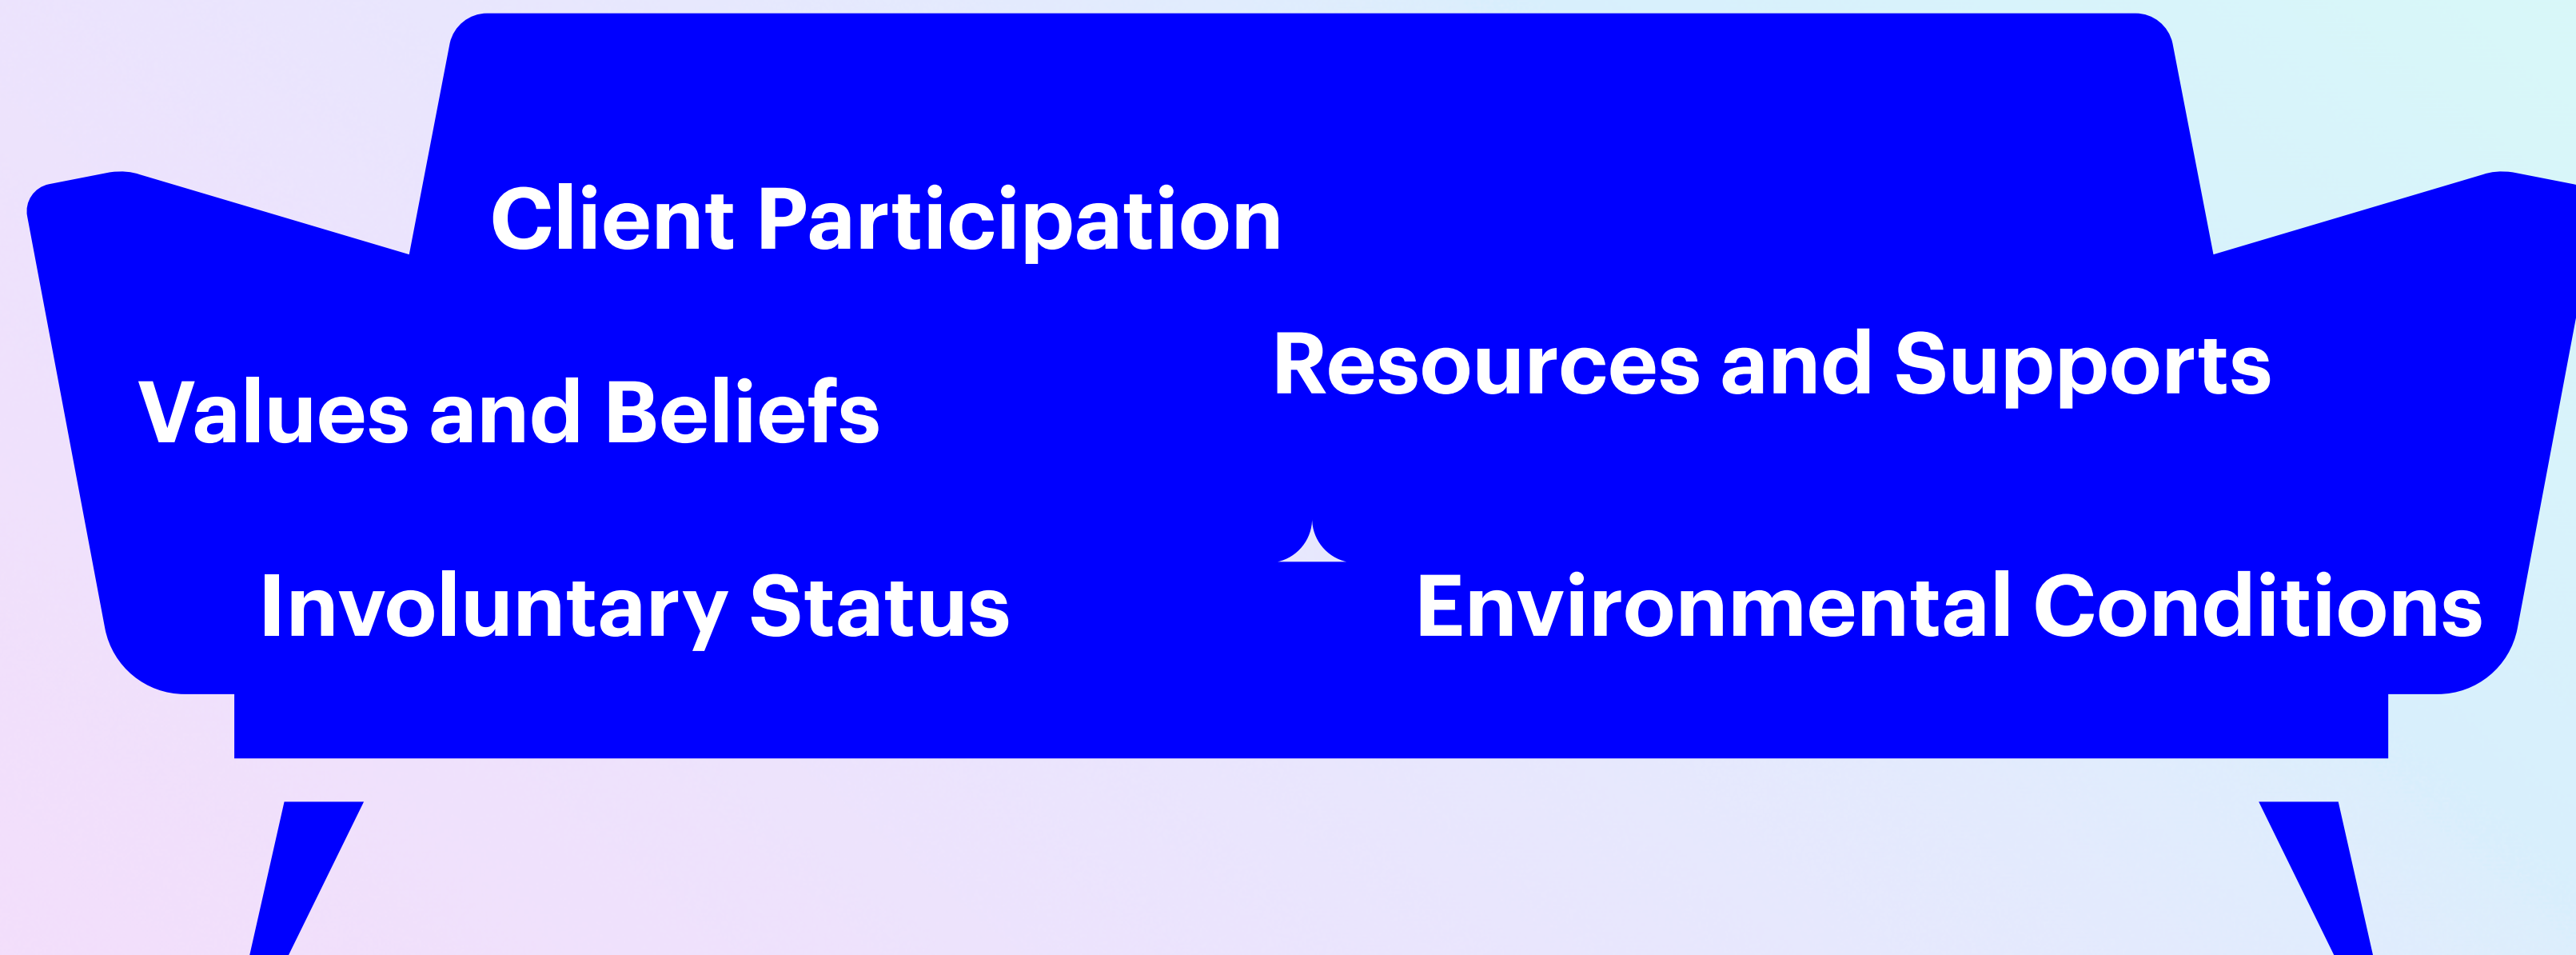 Client Participation
Resources and Supports
Values and Beliefs
Involuntary Status
Environmental Conditions